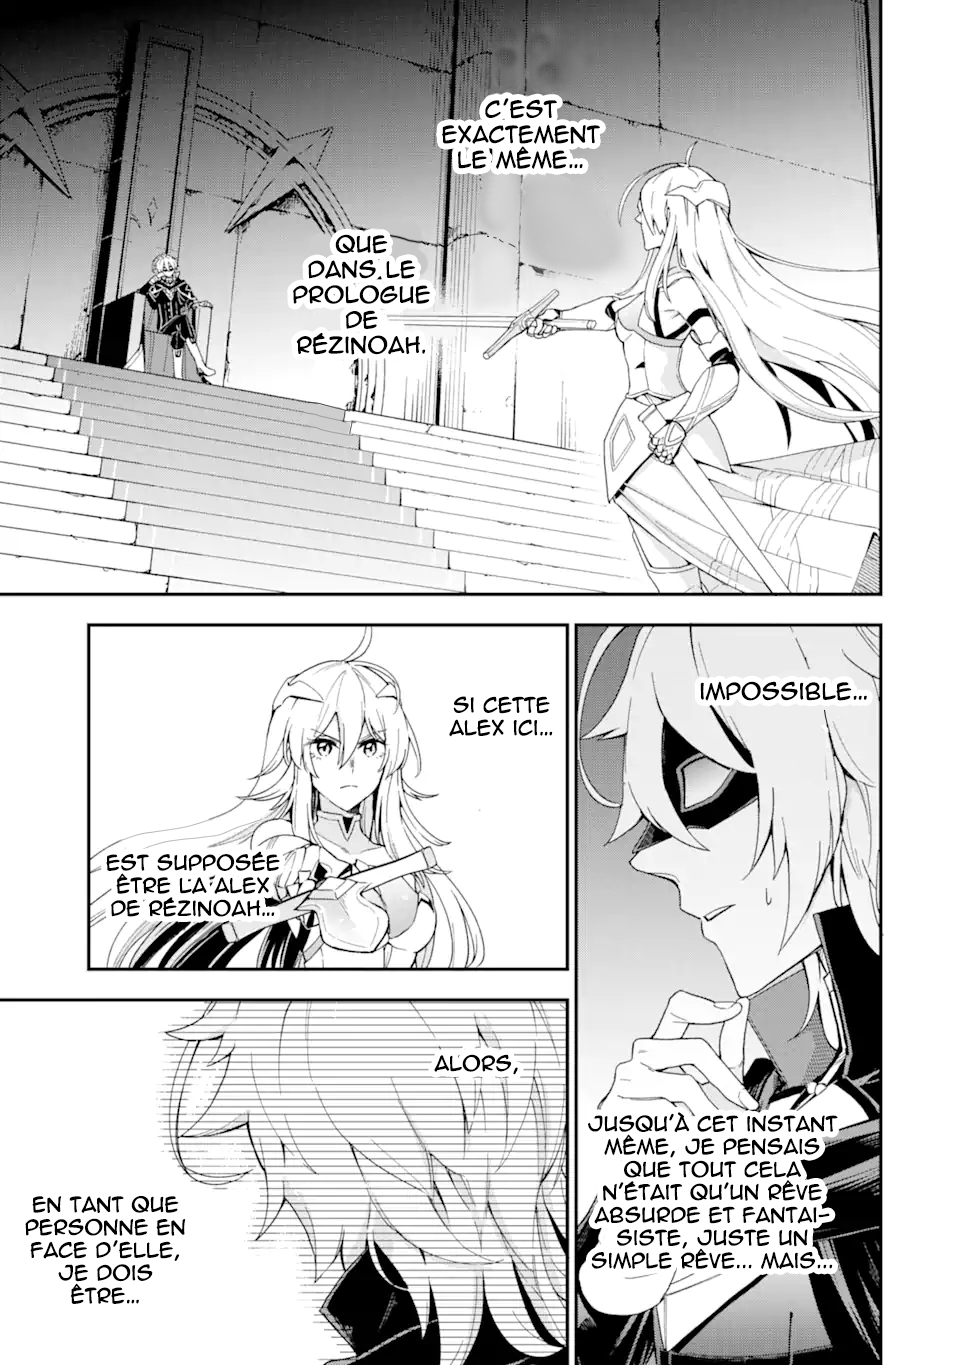 C'EST
EXACTEMENT
LE MÊME...
QUE
DANS LE
PROLOGUE
DE
RÉZINOAH.
IMPOSSIBLE...
JUSQU'À CET INSTANT
MÊME, JE PENSAIS
QUE TOUT CELA
N'ÉTAIT QU'UN RÊVE
ABSURDE ET FANTAI-
SISTE, JUSTE UN
SIMPLE RÊVE... MAIS...
SI CETTE
ALEX ICI...
EST SUPPOSÉE
ÊTRE LA ALEX
DE RÉZINOAH...
ALORS,
EN TANT QUE
PERSONNE EN
FACE D'ELLE,
JE DOIS
ÊTRE...